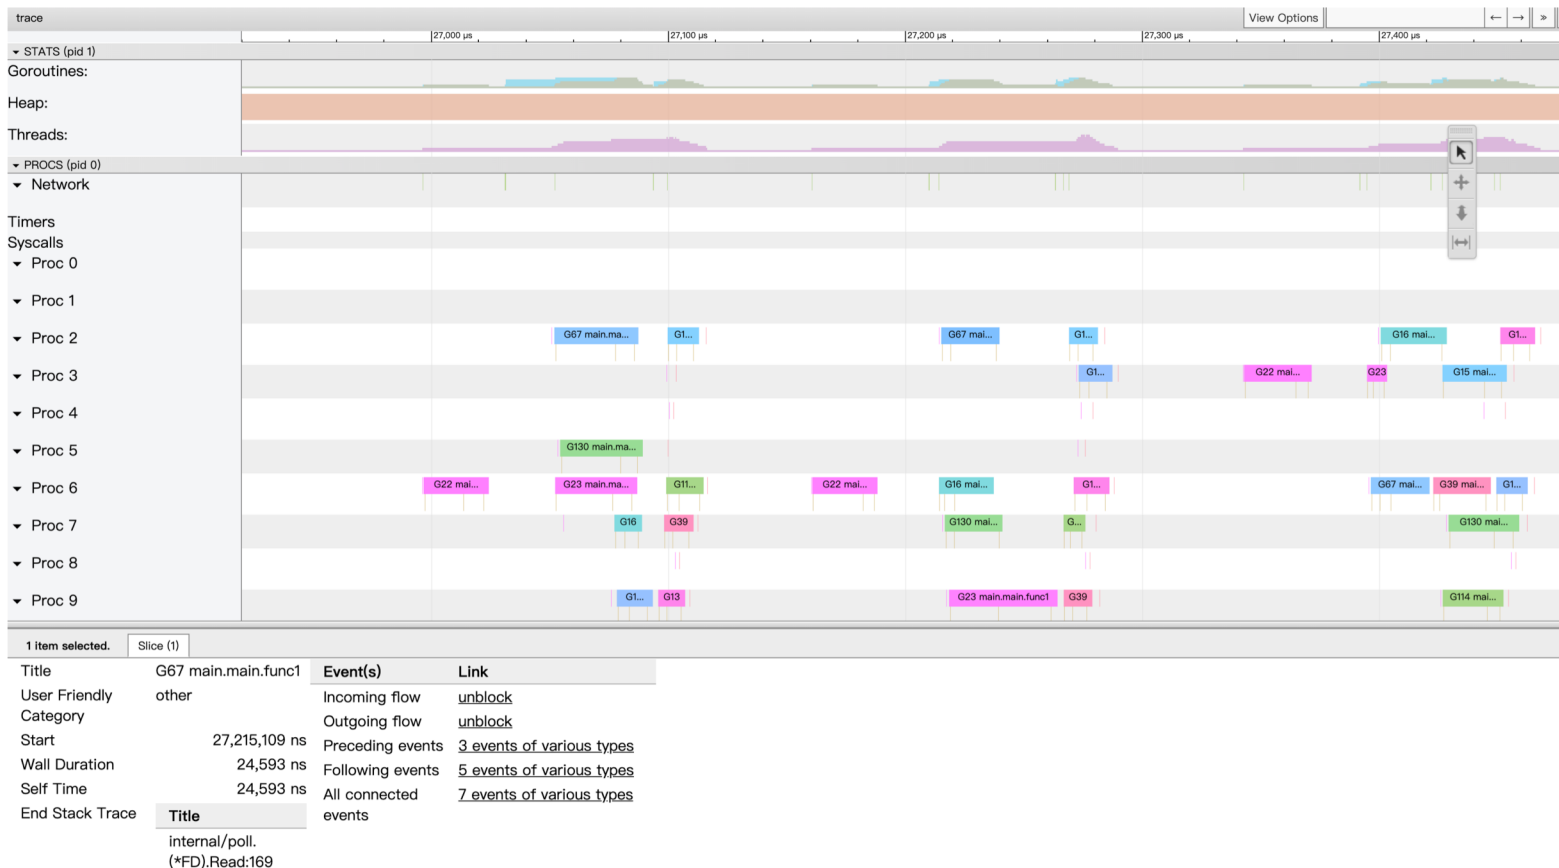 trace
View Options
← → »
27,000 µs 27,100 µs 27,200 µs 27,300 µs 27,400 µs
STATS (pid 1)
Goroutines:
Heap:
Threads:
PROCS (pid 0)
Network
Timers
Syscalls
Proc 0
Proc 1
Proc 2 G67 main.ma... G1... G67 mai... G1... G16 mai... G1...
Proc 3 G1... G22 mai... G23 G15 mai...
Proc 4
Proc 5 G130 main.ma...
Proc 6 G22 mai... G23 main.ma... G11... G22 mai... G16 mai... G1... G67 mai... G39 mai... G1...
Proc 7 G16 G39 G130 mai... G... G130 mai...
Proc 8
Proc 9 G1... G13 G23 main.main.func1 G39 G114 mai...
1 item selected. Slice (1)
Title G67 main.main.func1
User Friendly Category other
Start 27,215,109 ns
Wall Duration 24,593 ns
Self Time 24,593 ns
End Stack Trace Title
internal/poll.
(*FD).Read:169
Event(s) Link
Incoming flow unblock
Outgoing flow unblock
Preceding events 3 events of various types
Following events 5 events of various types
All connected events 7 events of various types